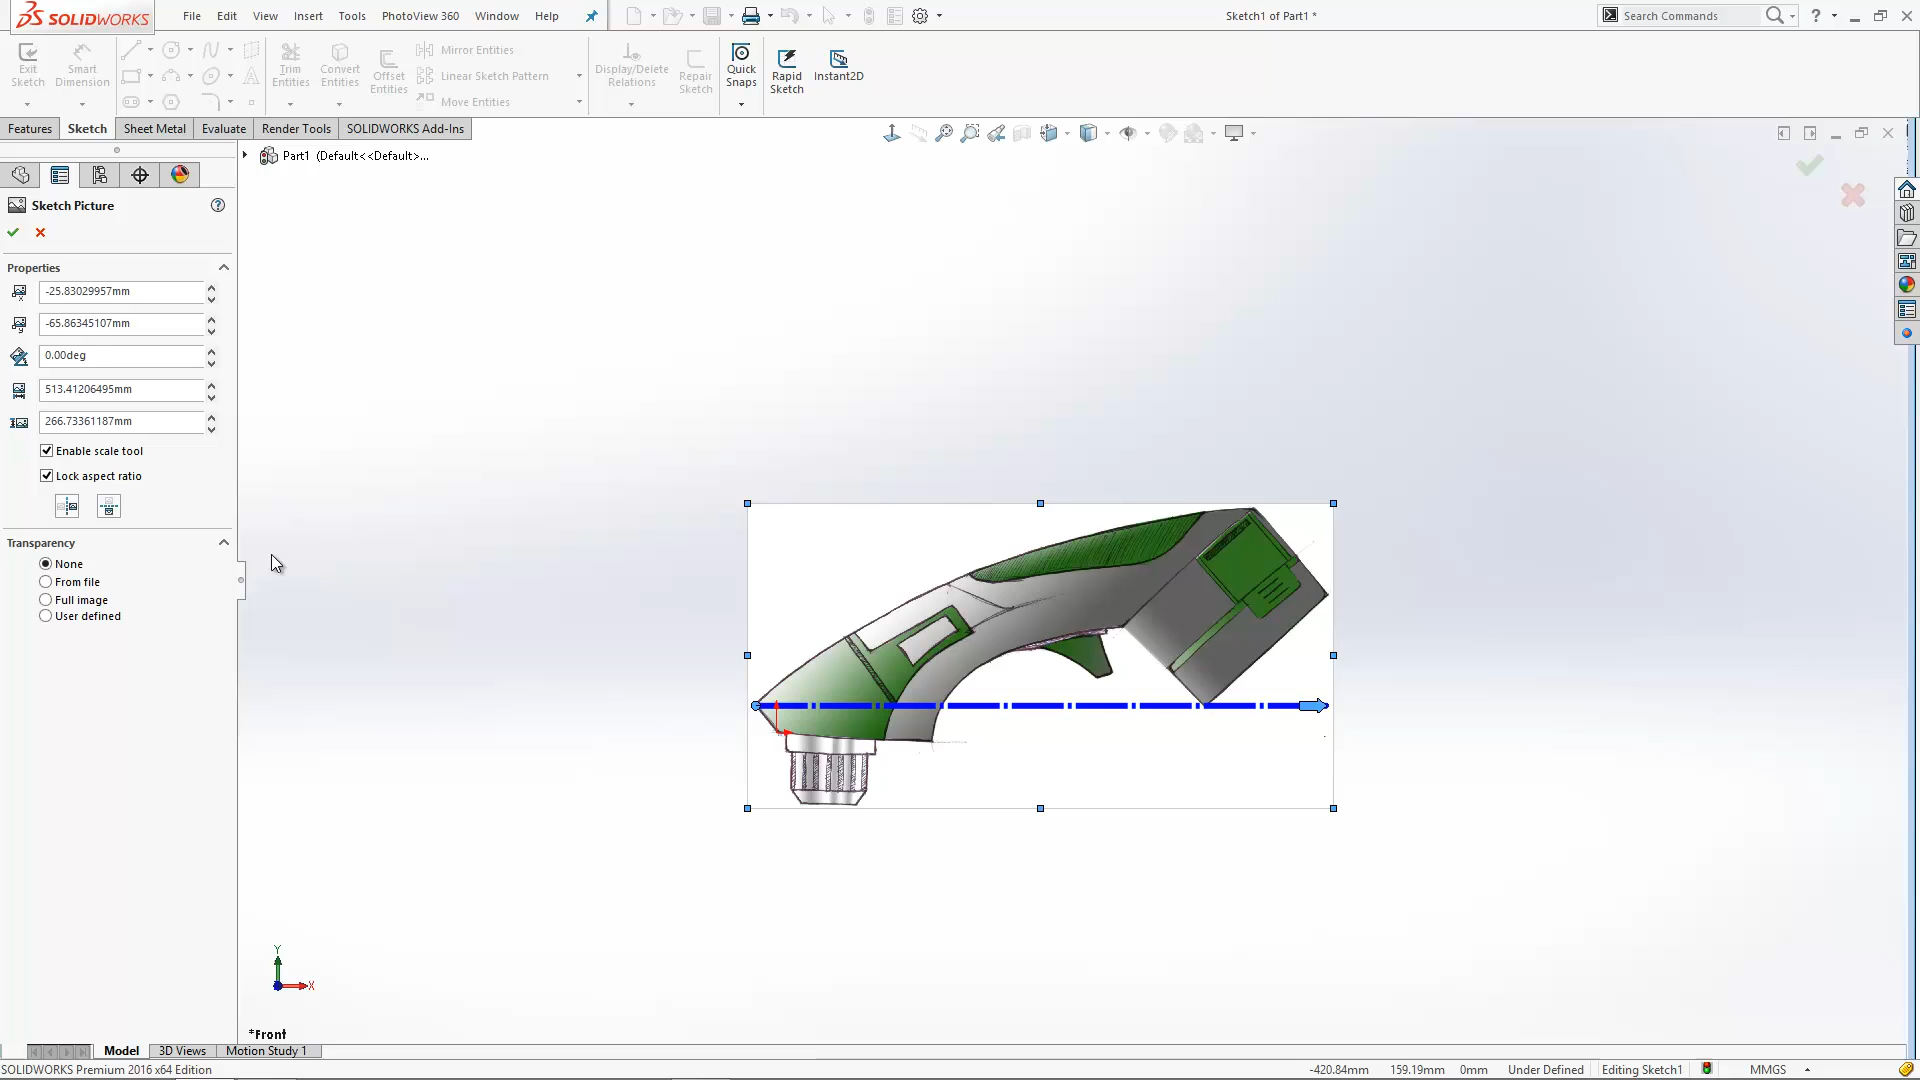 SOLIDWORKS
File Edit View Insert Tools PhotoView 360 Window Help
Sketch1 of Part1 *
Search Commands
Exit Sketch
Smart Dimension
Trim Entities
Convert Entities
Offset Entities
Mirror Entities
Linear Sketch Pattern
Move Entities
Display/Delete Relations
Repair Sketch
Quick Snaps
Rapid Sketch
Instant2D
Features Sketch Sheet Metal Evaluate Render Tools SOLIDWORKS Add-Ins
Part1 (Default<<Default>...
Sketch Picture
Properties
-25.83029957mm
-65.86345107mm
0.00deg
513.41206495mm
266.73361187mm
Enable scale tool
Lock aspect ratio
Transparency
None
From file
Full image
User defined
Y
X
*Front
Model 3D Views Motion Study 1
SOLIDWORKS Premium 2016 x64 Edition
-420.84mm 159.19mm 0mm Under Defined Editing Sketch1 MMGS